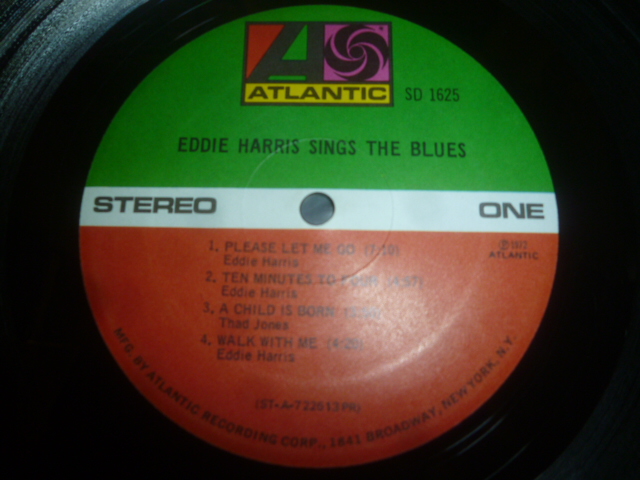 ATLANTIC
SD 1625
EDDIE HARRIS SINGS THE BLUES
STEREO
ONE
1. PLEASE LET ME GO
Eddie Harris
℗ 1972
ATLANTIC
2. TEN MINUTES TO
Eddie Harris
3. A CHILD IS BORN
Thad Jones
4. WALK WITH ME
Eddie Harris
MFG. BY ATLANTIC RECORDING CORP., 1841 BROADWAY, NEW YORK, N.Y.